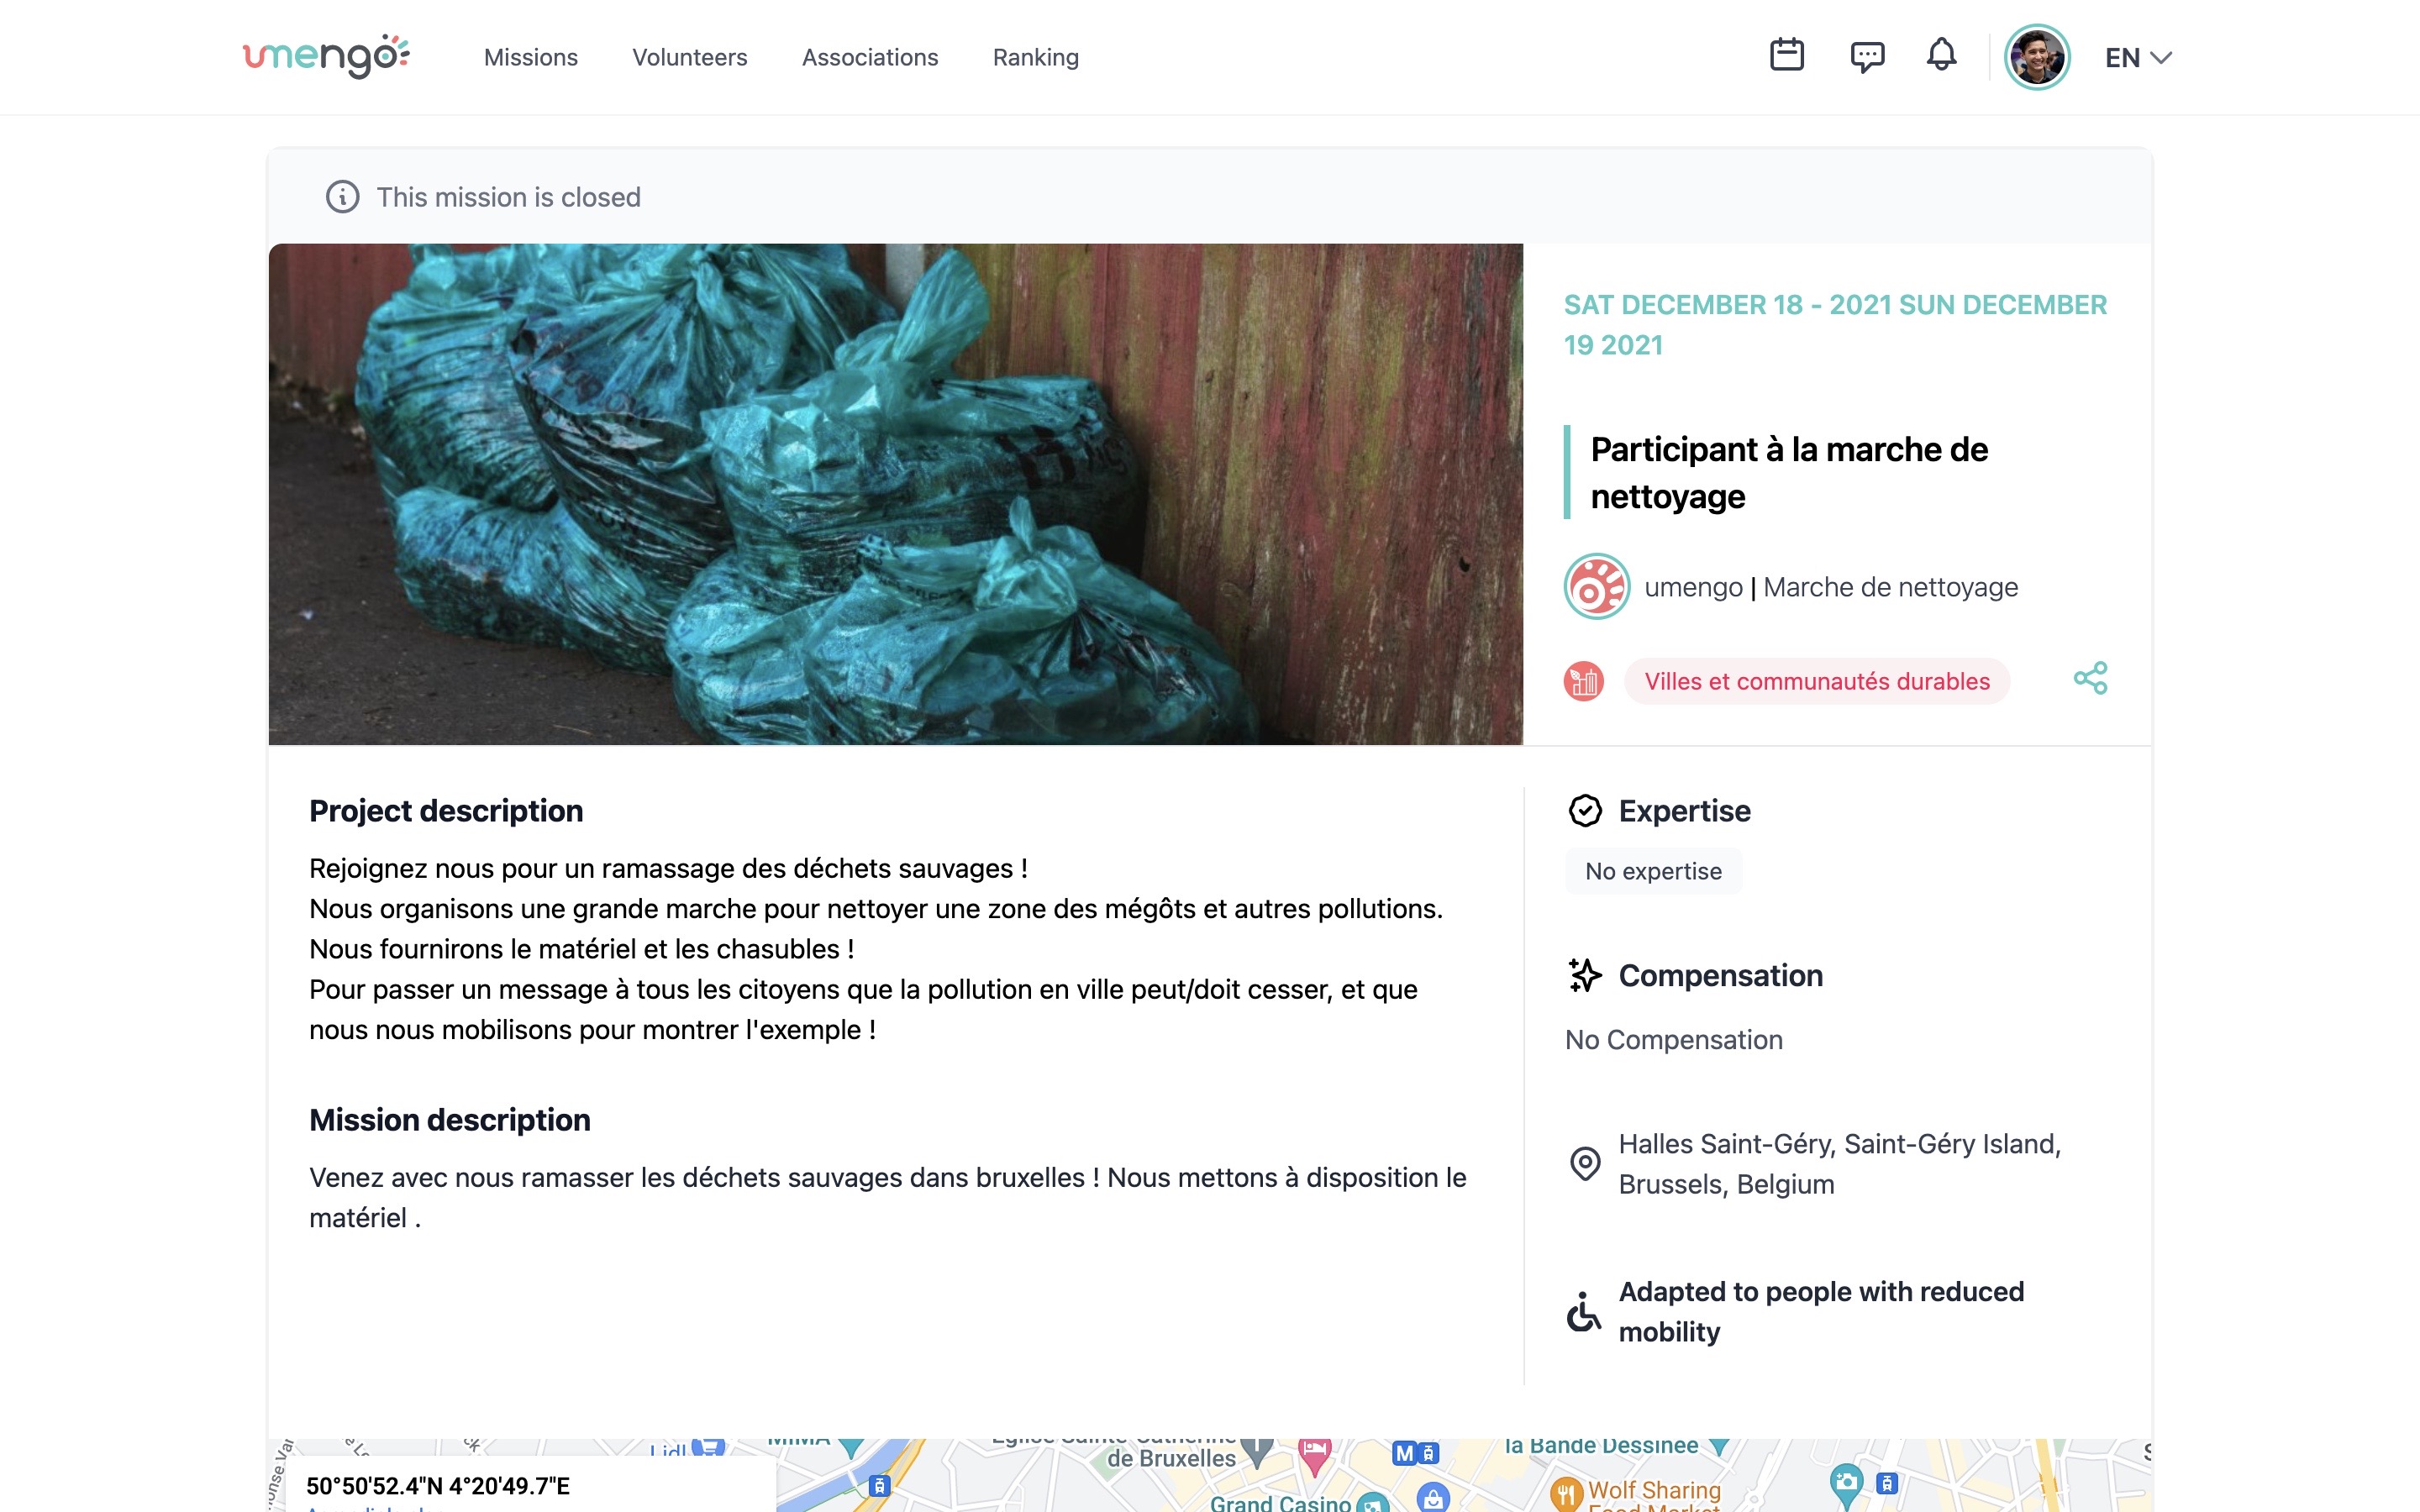 umengo
Missions
Volunteers
Associations
Ranking
EN
This mission is closed
SAT DECEMBER 18 - 2021 SUN DECEMBER
19 2021
Participant à la marche de
nettoyage
umengo | Marche de nettoyage
Villes et communautés durables
Project description
Rejoignez nous pour un ramassage des déchets sauvages !
Nous organisons une grande marche pour nettoyer une zone des mégôts et autres pollutions.
Nous fournirons le matériel et les chasubles !
Pour passer un message à tous les citoyens que la pollution en ville peut/doit cesser, et que
nous nous mobilisons pour montrer l'exemple !
Mission description
Venez avec nous ramasser les déchets sauvages dans bruxelles ! Nous mettons à disposition le
matériel .
Expertise
No expertise
Compensation
No Compensation
Halles Saint-Géry, Saint-Géry Island,
Brussels, Belgium
Adapted to people with reduced
mobility
Lidl
MIMA
Église Sainte-Catherine
de Bruxelles
M
la Bande Dessinée
50°50'52.4"N 4°20'49.7"E
Grand Casino
Wolf Sharing
Food Market